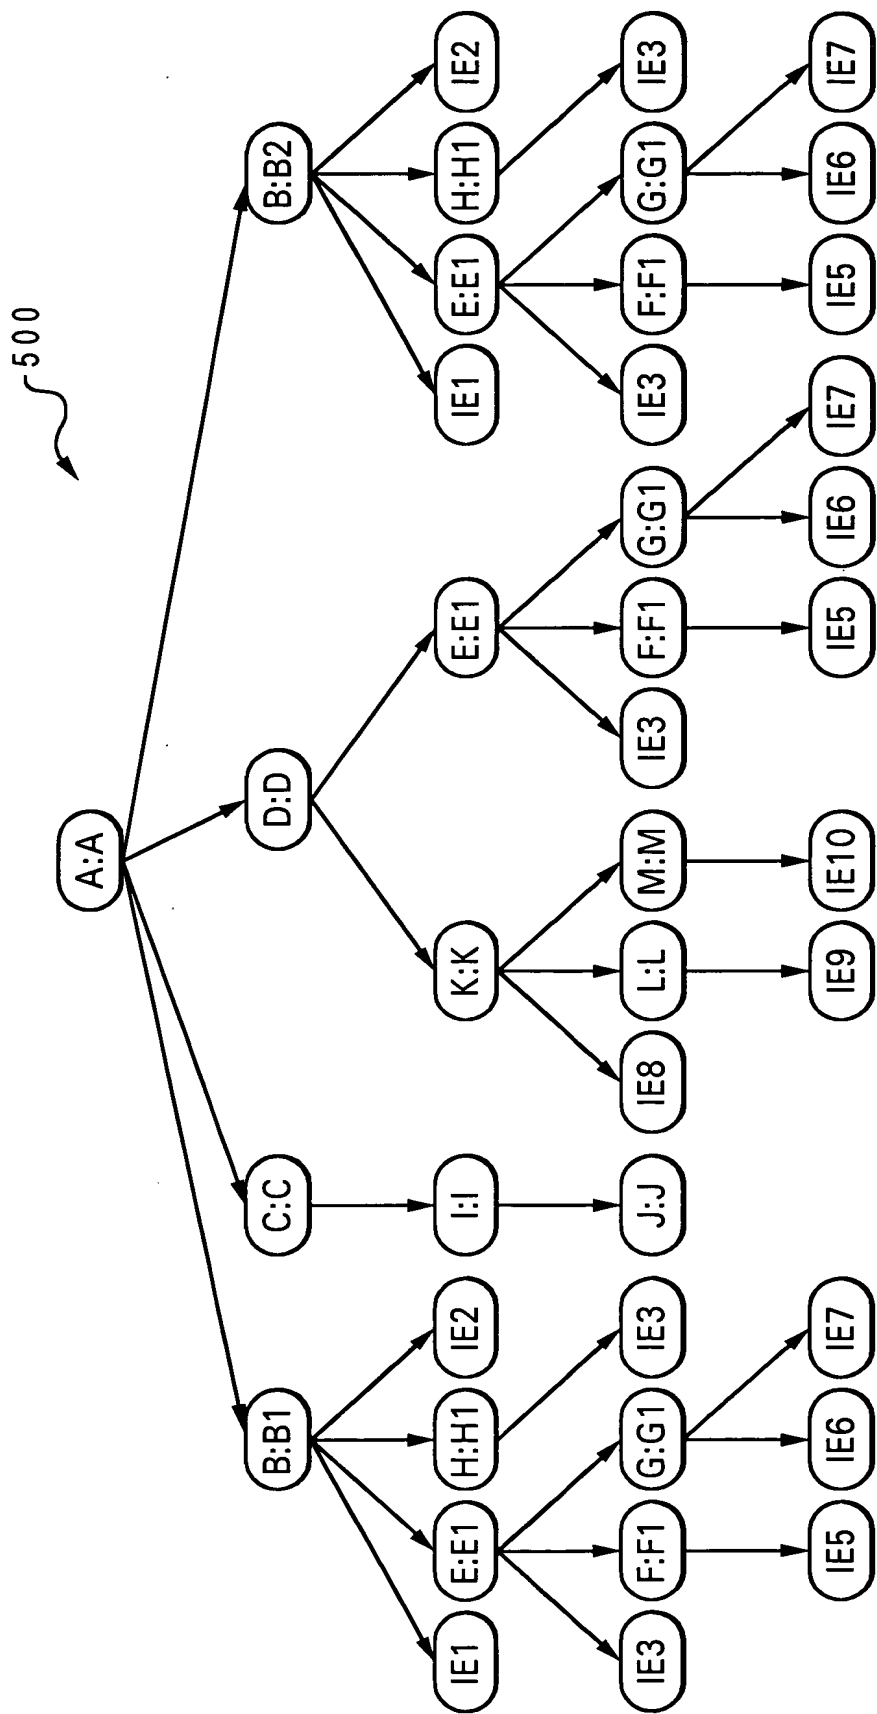 500
A:A
B:B1 C:C D:D B:B2
IE1 E:E1 H:H1 IE2 I:I K:K E:E1 IE1 E:E1 H:H1 IE2
IE3 F:F1 G:G1 IE3 J:J IE8 L:L M:M IE3 F:F1 G:G1 IE3 F:F1 G:G1 IE3
IE5 IE6 IE7 IE9 IE10 IE5 IE6 IE7 IE5 IE6 IE7